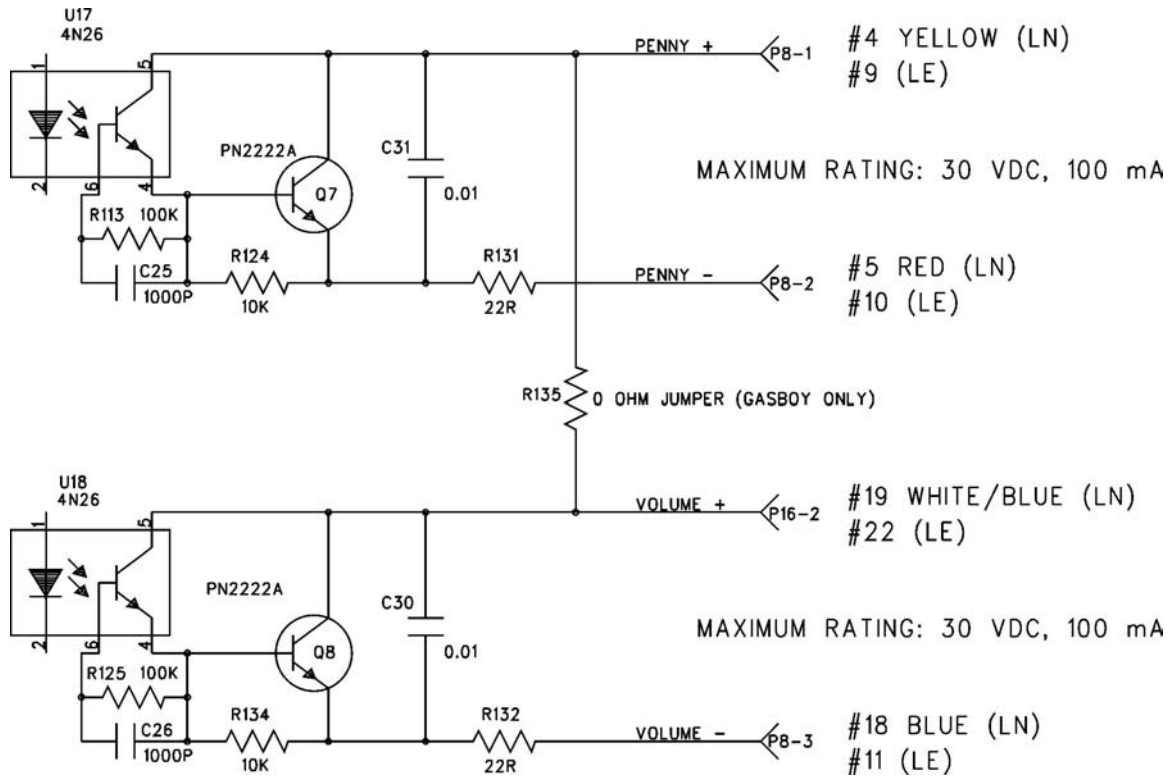 U17
4N26
1
5
2
6
4
R113 100K
C25
1000P
PN2222A
Q7
R124
10K
C31
0.01
R131
22R
PENNY +
P8-1
#4 YELLOW (LN)
#9 (LE)
MAXIMUM RATING: 30 VDC, 100 mA
PENNY -
P8-2
#5 RED (LN)
#10 (LE)
R135
0 OHM JUMPER (GASBOY ONLY)
U18
4N26
1
5
2
6
4
R125 100K
C26
1000P
PN2222A
Q8
R134
10K
C30
0.01
R132
22R
VOLUME +
P16-2
#19 WHITE/BLUE (LN)
#22 (LE)
MAXIMUM RATING: 30 VDC, 100 mA
VOLUME -
P8-3
#18 BLUE (LN)
#11 (LE)